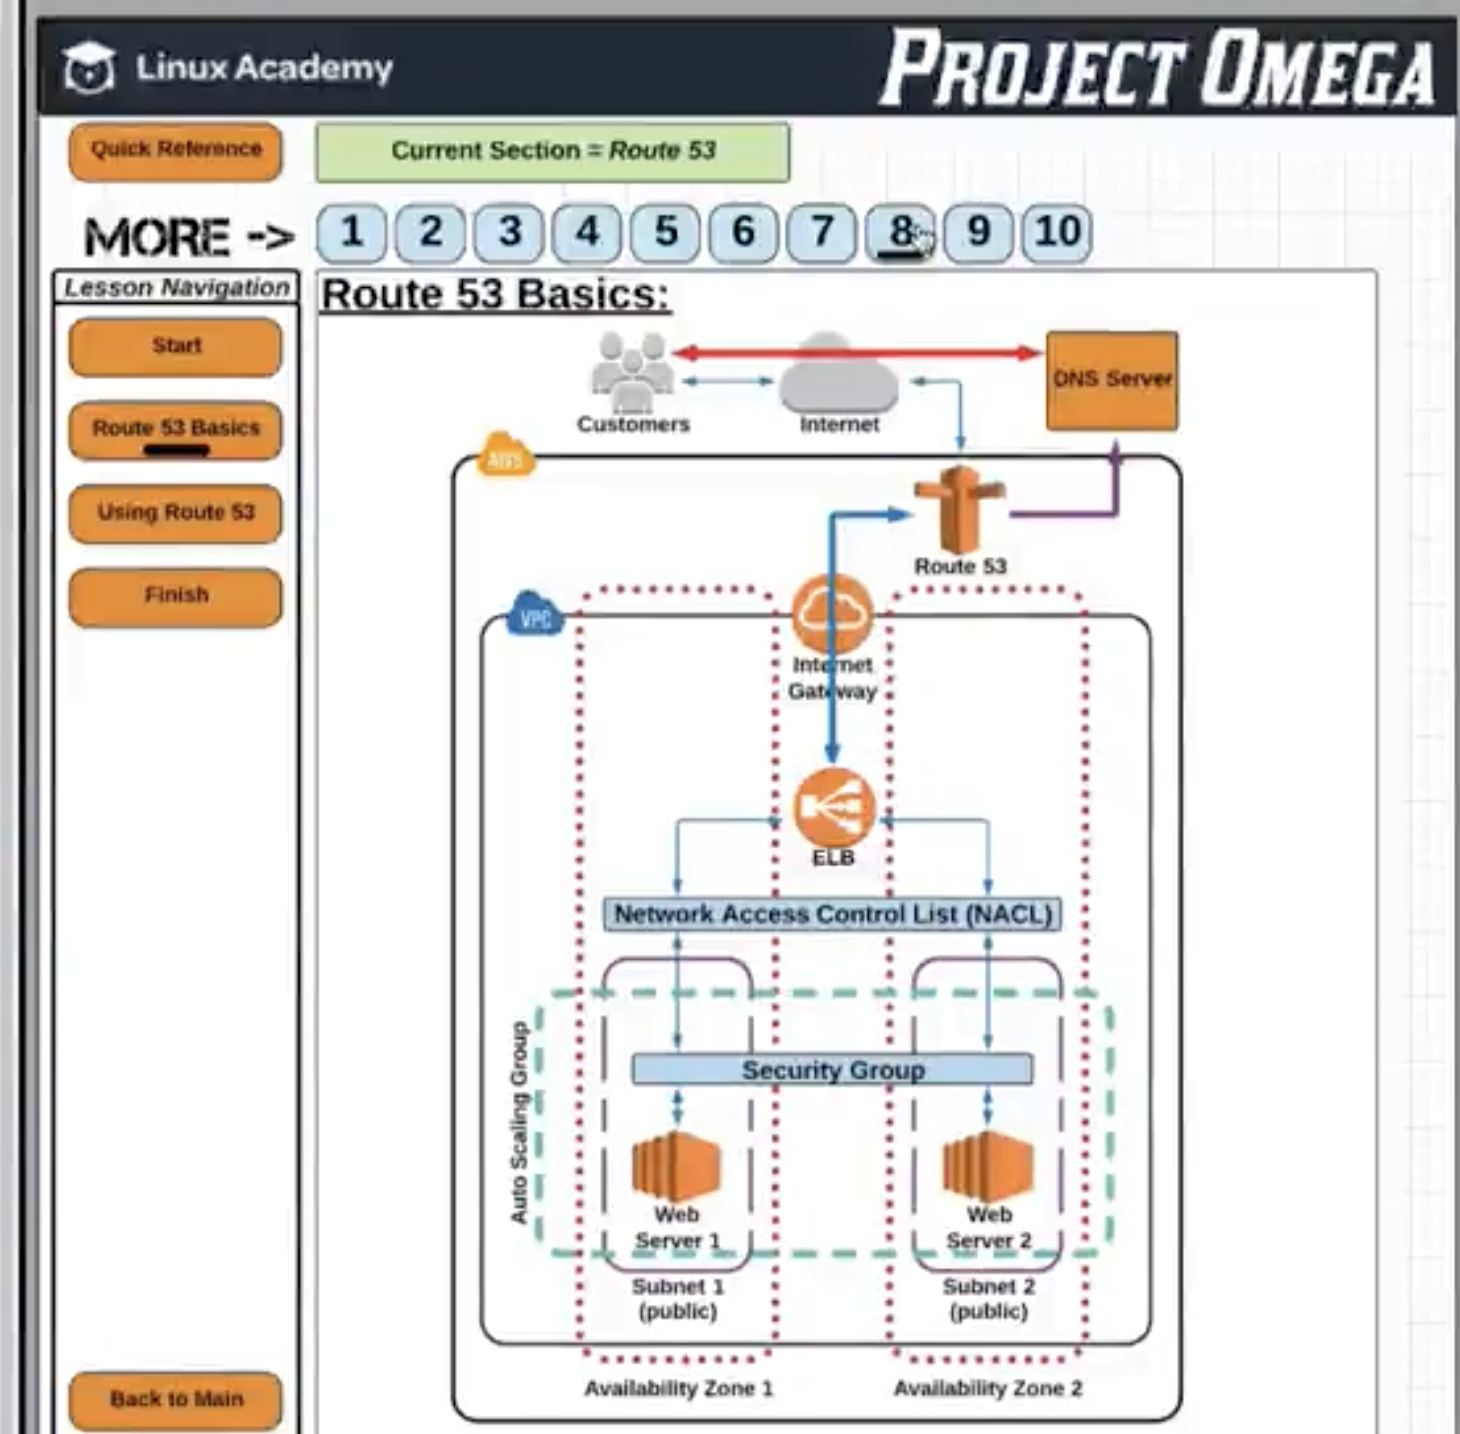 Linux Academy
PROJECT OMEGA
Quick Reference
Current Section = Route 53
MORE ->
1 2 3 4 5 6 7 8 9 10
Lesson Navigation
Start
Route 53 Basics
Using Route 53
Finish
Back to Main
Route 53 Basics:
Customers
Internet
DNS Server
AWS
Route 53
VPC
Internet
Gateway
ELB
Network Access Control List (NACL)
Auto Scaling Group
Security Group
Web
Server 1
Web
Server 2
Subnet 1
(public)
Subnet 2
(public)
Availability Zone 1
Availability Zone 2